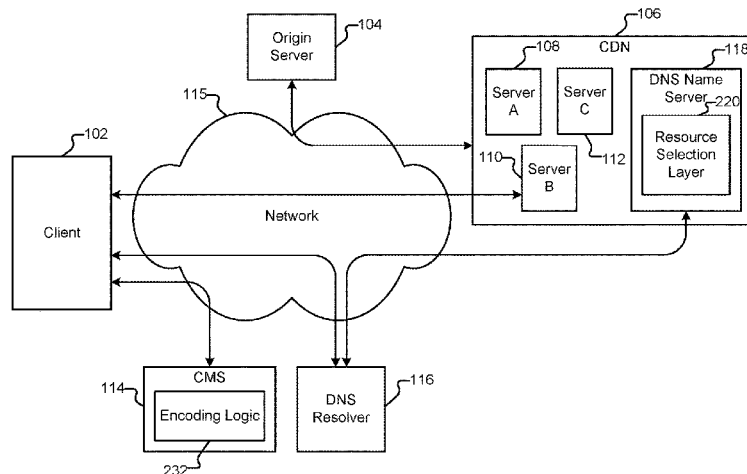 106
104
CDN
108
118
Origin
Server
DNS Name
Server
115
Server
A
Server
C
220
102
Resource
Selection
Layer
110
112
Server
B
Network
Client
CMS
114
116
Encoding Logic
DNS
Resolver
232